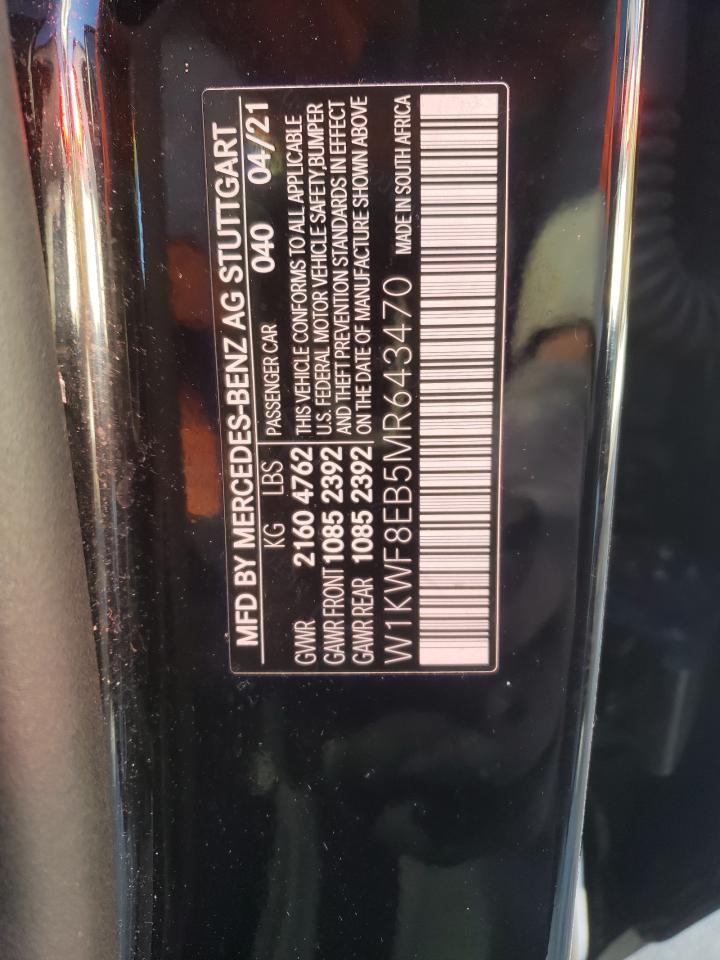 MFD BY MERCEDES-BENZ AG STUTTGART
KG LBS 040 04/21
PASSENGER CAR
GVWR 2160 4762 THIS VEHICLE CONFORMS TO ALL APPLICABLE
U.S. FEDERAL MOTOR VEHICLE SAFETY,BUMPER
GAWR FRONT 1085 2392 AND THEFT PREVENTION STANDARDS IN EFFECT
GAWR REAR 1085 2392 ON THE DATE OF MANUFACTURE SHOWN ABOVE
W1KWF8EB5MR643470 MADE IN SOUTH AFRICA